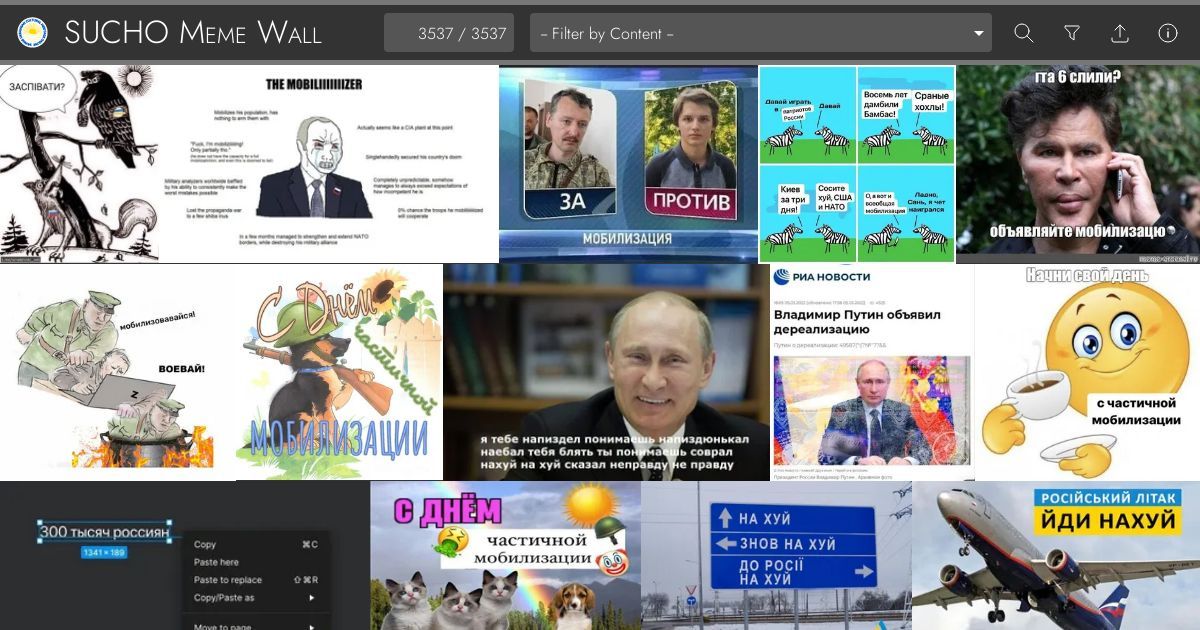 SUCHO MEME WALL
3537 / 3537
– Filter by Content –
ЗАСПІВАТИ?
THE MOBILIIIIIIIZER
Mobilizes his population, has
nothing to arm them with
"Fuck, I'm mobiliiiiiing!
Only partially tho."
Military analyzers worldwide baffled
by his ability to consistently make the
worst mistakes possible
Lost the propaganda war
to a few shiba inus
Actually seems like a CIA plant at this point
Singlehandedly secured his country's doom
Completely unpredictable, somehow
manages to always exceed expectations of
how incompetent he is
0% chance the troops he mobiliiiiized
will cooperate
In a few months managed to strengthen and extend NATO
borders, while destroying his military alliance
ЗА
ПРОТИВ
МОБИЛИЗАЦИЯ
Давай играть
в патриотов
России
Давай
Восемь лет
дамбили
Бамбас!
Сраные
хохлы!
Киев
за три
дня!
Сосите
хуй, США
и НАТО
О, а вот и
всеобщая
мобилизация
Ладно,
Сань, я чет
наигрался
гта 6 слили?
объявляйте мобилизацю
мобилизовавайся!
ВОЕВАЙ!
Z
С Днём
частичной
МОБИЛИЗАЦИИ
я тебе напиздел понимаешь напиздюнькал
наебал тебя блять ты понимаешь соврал
нахуй на хуй сказал неправду не правду
РИА НОВОСТИ
Владимир Путин объявил
дереализацию
Начни свой день
с частичной
мобилизации
300 тысяч россиян
1341 × 189
Copy ⌘C
Paste here
Paste to replace ⇧⌘R
Copy/Paste as
Move to page
С ДНЁМ
частичной
мобилизации
НА ХУЙ
ЗНОВ НА ХУЙ
ДО РОСІЇ
НА ХУЙ
РОСІЙСЬКИЙ ЛІТАК
ЙДИ НАХУЙ